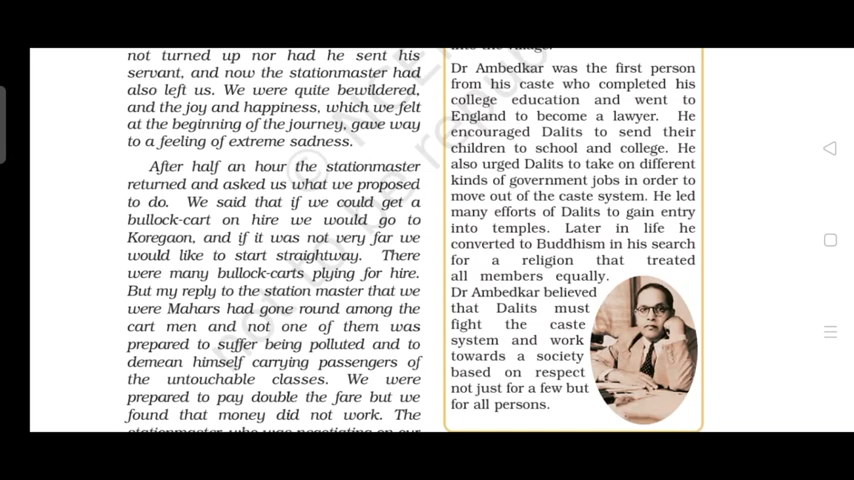 not turned up nor had he sent his
servant, and now the stationmaster had
also left us. We were quite bewildered,
and the joy and happiness, which we felt
at the beginning of the journey, gave way
to a feeling of extreme sadness.
After half an hour the stationmaster
returned and asked us what we proposed
to do. We said that if we could get a
bullock-cart on hire we would go to
Koregaon, and if it was not very far we
would like to start straightway. There
were many bullock-carts plying for hire.
But my reply to the station master that we
were Mahars had gone round among the
cart men and not one of them was
prepared to suffer being polluted and to
demean himself carrying passengers of
the untouchable classes. We were
prepared to pay double the fare but we
found that money did not work. The
stationmaster who was negotiating on our
into the village.
Dr Ambedkar was the first person
from his caste who completed his
college education and went to
England to become a lawyer. He
encouraged Dalits to send their
children to school and college. He
also urged Dalits to take on different
kinds of government jobs in order to
move out of the caste system. He led
many efforts of Dalits to gain entry
into temples. Later in life he
converted to Buddhism in his search
for a religion that treated
all members equally.
Dr Ambedkar believed
that Dalits must
fight the caste
system and work
towards a society
based on respect
not just for a few but
for all persons.